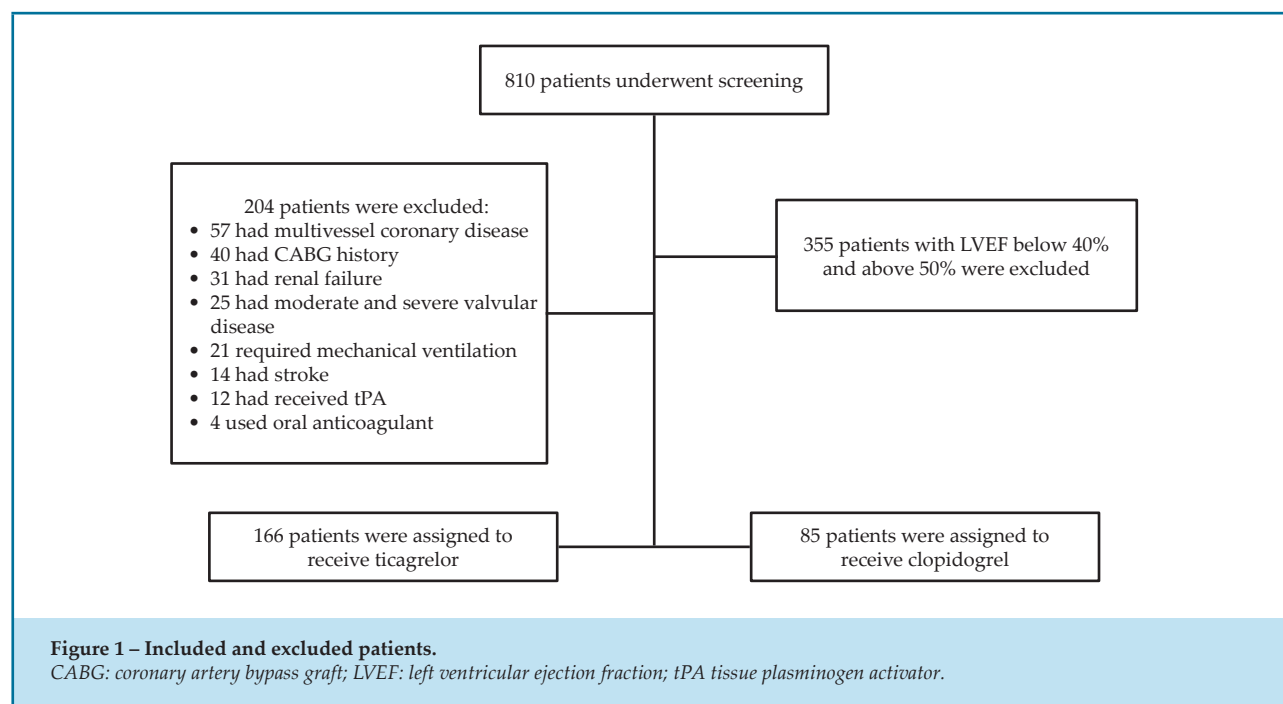 810 patients underwent screening
204 patients were excluded:
• 57 had multivessel coronary disease
• 40 had CABG history
• 31 had renal failure
• 25 had moderate and severe valvular
disease
• 21 required mechanical ventilation
• 14 had stroke
• 12 had received tPA
• 4 used oral anticoagulant
355 patients with LVEF below 40%
and above 50% were excluded
166 patients were assigned to
receive ticagrelor
85 patients were assigned to
receive clopidogrel
Figure 1 – Included and excluded patients.
CABG: coronary artery bypass graft; LVEF: left ventricular ejection fraction; tPA tissue plasminogen activator.